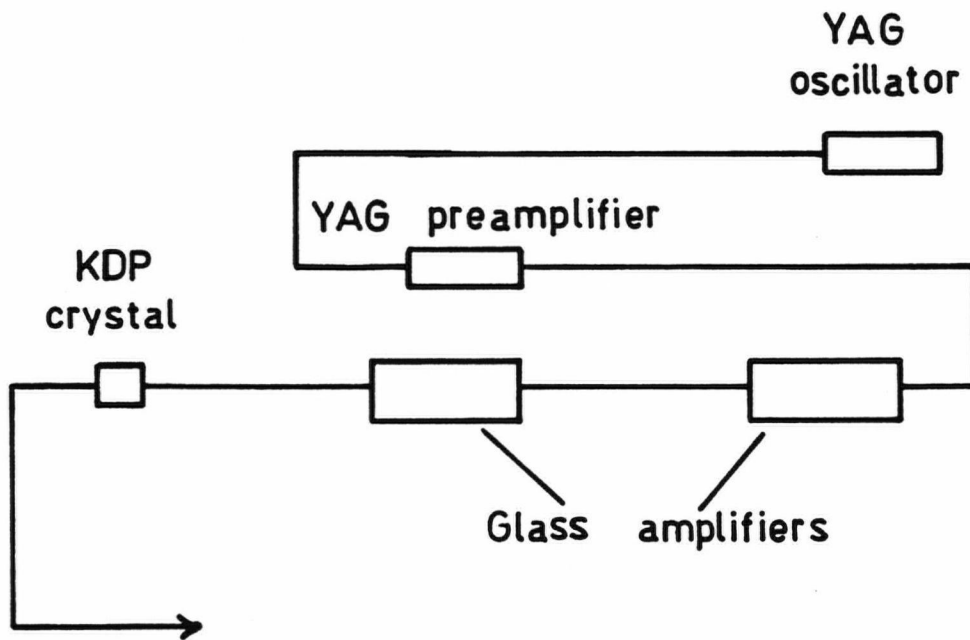 YAG
oscillator
YAG preamplifier
KDP
crystal
Glass amplifiers